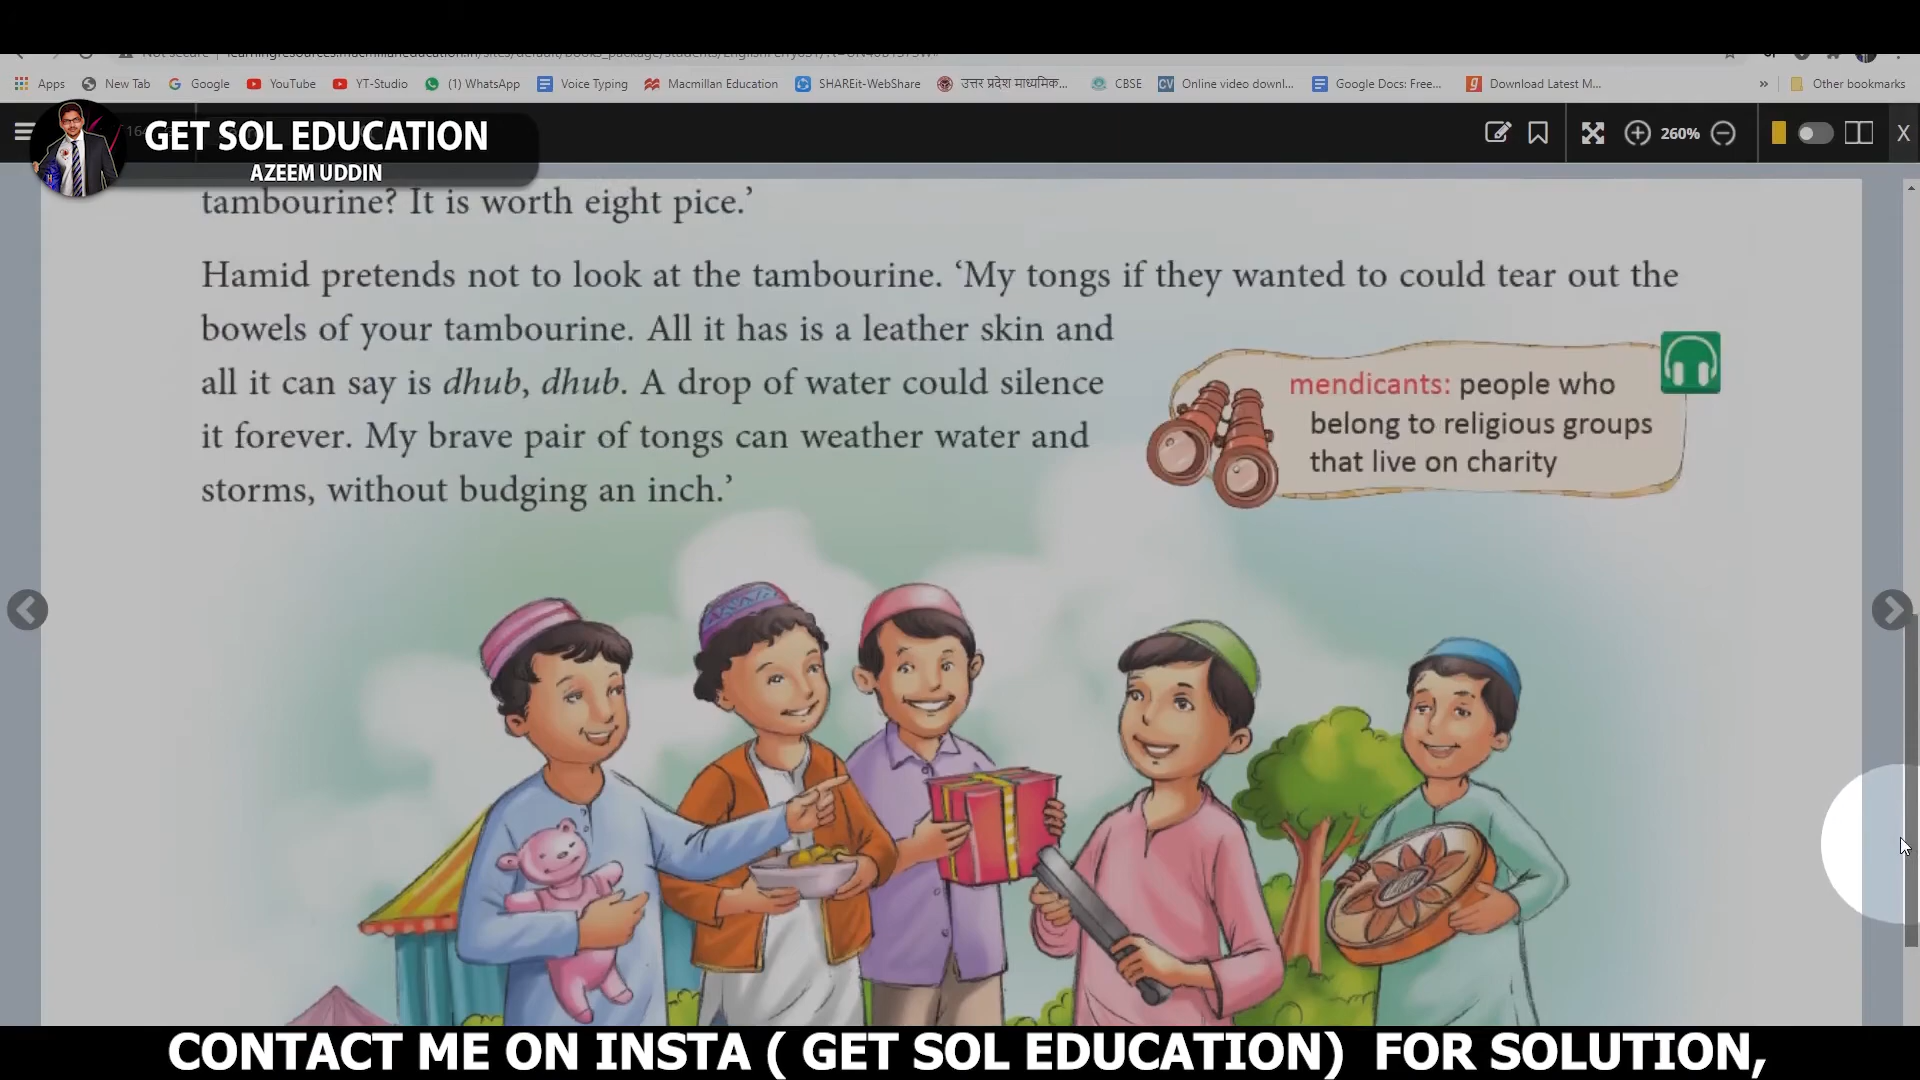 Apps New Tab Google YouTube YT-Studio (1) WhatsApp Voice Typing Macmillan Education SHAREit-WebShare उत्तर प्रदेश माध्यमिक... CBSE Online video downl... Google Docs: Free... Download Latest M... » Other bookmarks
GET SOL EDUCATION
AZEEM UDDIN
260%
X
tambourine? It is worth eight pice.’
Hamid pretends not to look at the tambourine. ‘My tongs if they wanted to could tear out the
bowels of your tambourine. All it has is a leather skin and
all it can say is dhub, dhub. A drop of water could silence
it forever. My brave pair of tongs can weather water and
storms, without budging an inch.’
mendicants: people who
belong to religious groups
that live on charity
CONTACT ME ON INSTA ( GET SOL EDUCATION) FOR SOLUTION,